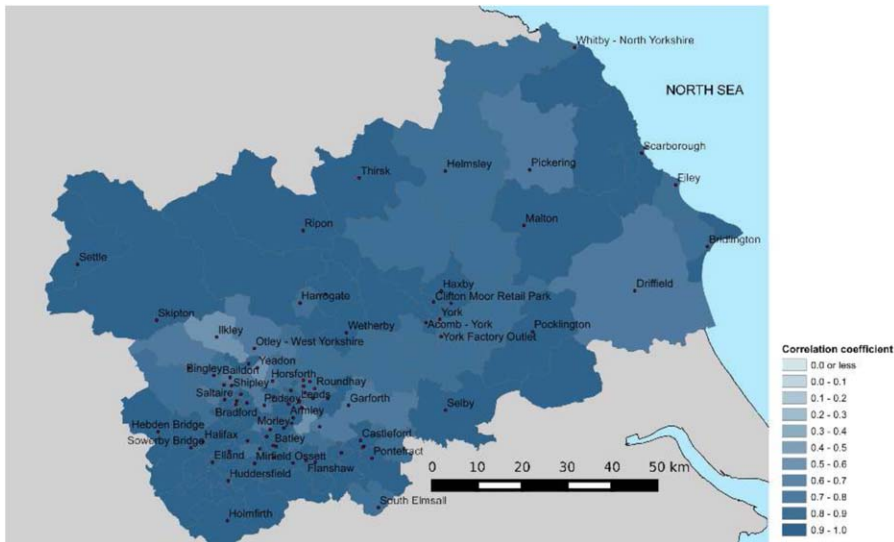 Whitby - North Yorkshire
NORTH SEA
Scarborough
Thirsk
Helmsley
Pickering
Filey
Ripon
Malton
Bridlington
Settle
Harrogate
Haxby
Clifton Moor Retail Park
Driffield
Skipton
York
Acomb - York
Pocklington
Ilkley
Wetherby
York Factory Outlet
Otley - West Yorkshire
Yeadon
Bingley
Baildon
Horsforth
Roundhay
Shipley
Saltaire
Pudsey
Leeds
Garforth
Selby
Bradford
Armley
Hebden Bridge
Morley
Sowerby Bridge
Halifax
Batley
Castleford
Elland
Mirfield
Ossett
Pontefract
Flanshaw
Huddersfield
South Elmsall
Holmfirth
0 10 20 30 40 50 km
Correlation coefficient
0.0 or less
0.0 - 0.1
0.1 - 0.2
0.2 - 0.3
0.3 - 0.4
0.4 - 0.5
0.5 - 0.6
0.6 - 0.7
0.7 - 0.8
0.8 - 0.9
0.9 - 1.0